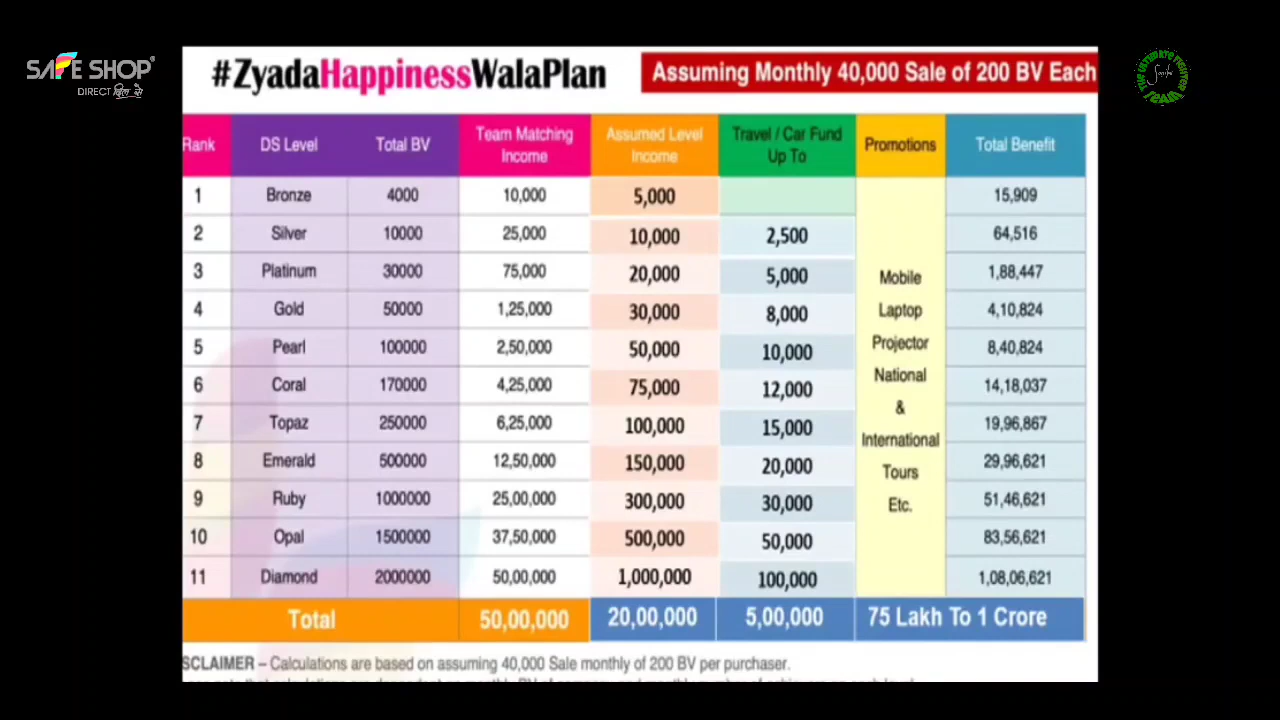 SAFE SHOP
DIRECT दिल से
#ZyadaHappinessWalaPlan
Assuming Monthly 40,000 Sale of 200 BV Each
THE ULTIMATE FIGHTER TEAM
Rank DS Level Total BV Team Matching Income Assumed Level Income Travel / Car Fund Up To Promotions Total Benefit
1 Bronze 4000 10,000 5,000 15,909
2 Silver 10000 25,000 10,000 2,500 64,516
3 Platinum 30000 75,000 20,000 5,000 1,88,447
4 Gold 50000 1,25,000 30,000 8,000 4,10,824
5 Pearl 100000 2,50,000 50,000 10,000 8,40,824
6 Coral 170000 4,25,000 75,000 12,000 14,18,037
7 Topaz 250000 6,25,000 100,000 15,000 19,96,867
8 Emerald 500000 12,50,000 150,000 20,000 29,96,621
9 Ruby 1000000 25,00,000 300,000 30,000 51,46,621
10 Opal 1500000 37,50,000 500,000 50,000 83,56,621
11 Diamond 2000000 50,00,000 1,000,000 100,000 1,08,06,621
Mobile
Laptop
Projector
National
&
International
Tours
Etc.
Total 50,00,000 20,00,000 5,00,000 75 Lakh To 1 Crore
SCLAIMER – Calculations are based on assuming 40,000 Sale monthly of 200 BV per purchaser.